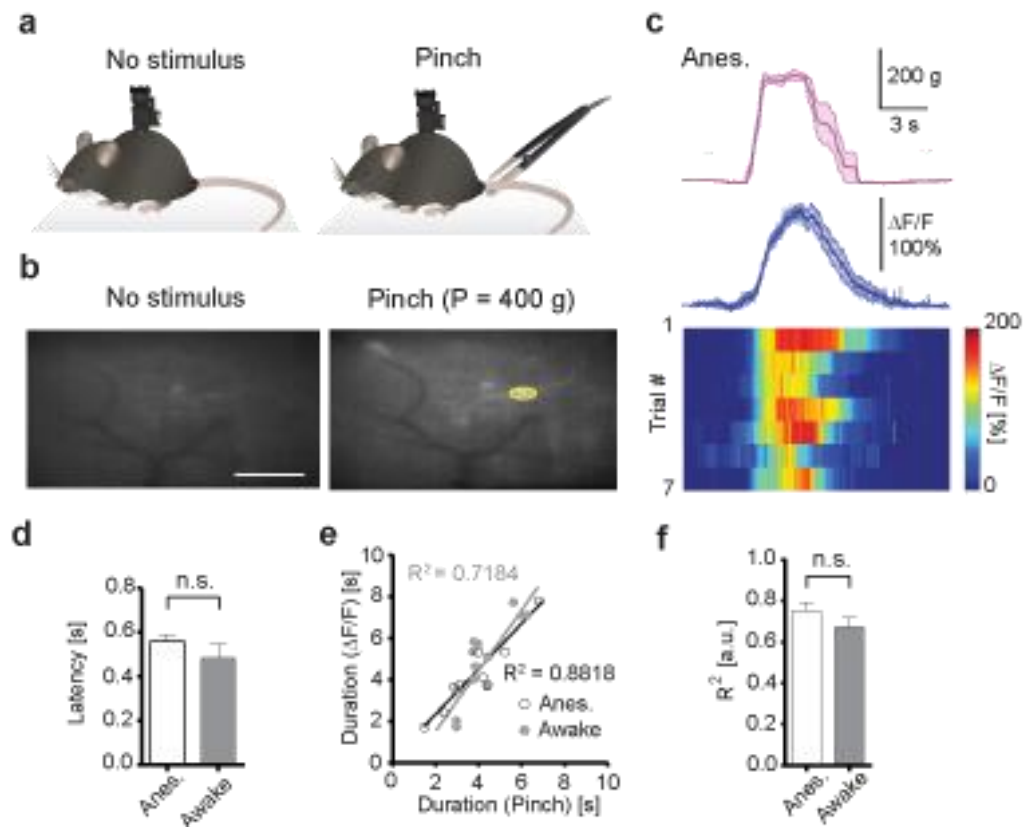 a
No stimulus
Pinch
b
No stimulus
Pinch (P = 400 g)
c
Anes.
200 g
3 s
ΔF/F
100%
1
Trial #
7
200
ΔF/F [%]
0
d
0.8
0.6
0.4
0.2
0.0
Latency [s]
n.s.
Anes.
Awake
e
10
8
6
4
2
0
Duration (ΔF/F) [s]
R² = 0.7184
R² = 0.8818
Anes.
Awake
0 2 4 6 8 10
Duration (Pinch) [s]
f
1.0
0.8
0.6
0.4
0.2
0.0
R² [a.u.]
n.s.
Anes.
Awake